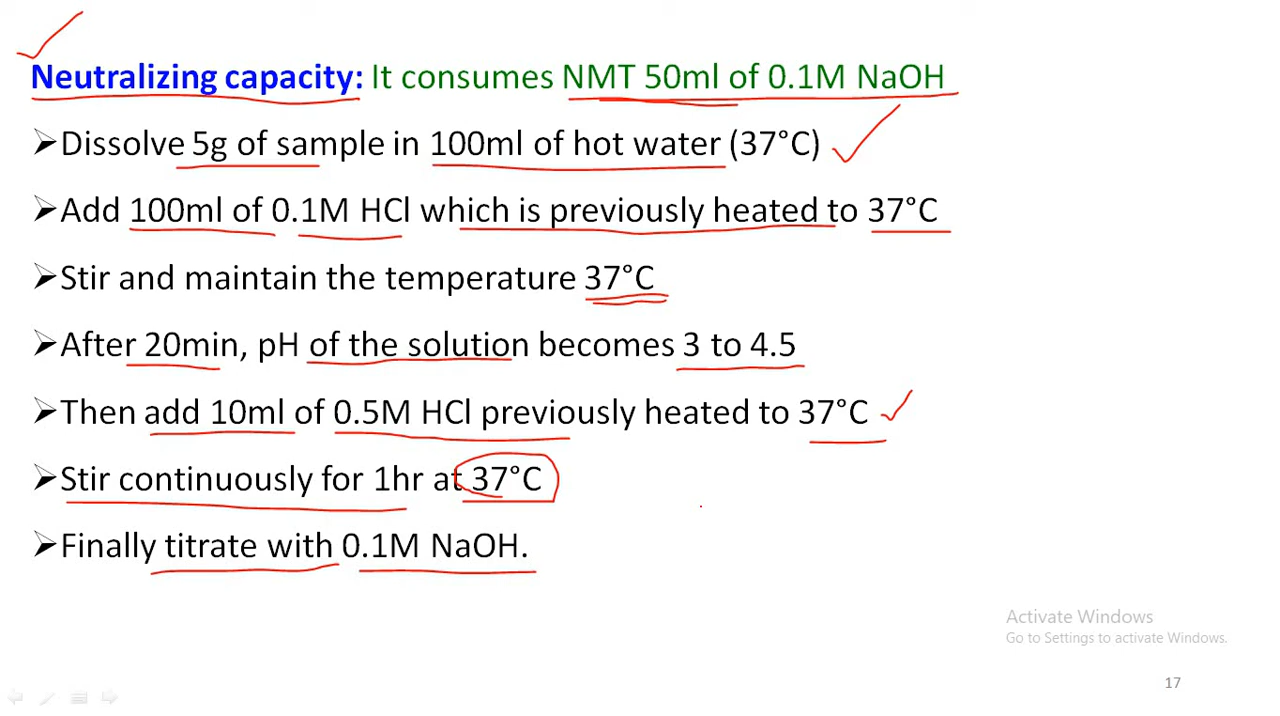 Neutralizing capacity: It consumes NMT 50ml of 0.1M NaOH
➢Dissolve 5g of sample in 100ml of hot water (37°C)
➢Add 100ml of 0.1M HCl which is previously heated to 37°C
➢Stir and maintain the temperature 37°C
➢After 20min, pH of the solution becomes 3 to 4.5
➢Then add 10ml of 0.5M HCl previously heated to 37°C
➢Stir continuously for 1hr at 37°C
➢Finally titrate with 0.1M NaOH.
Activate Windows
Go to Settings to activate Windows.
17